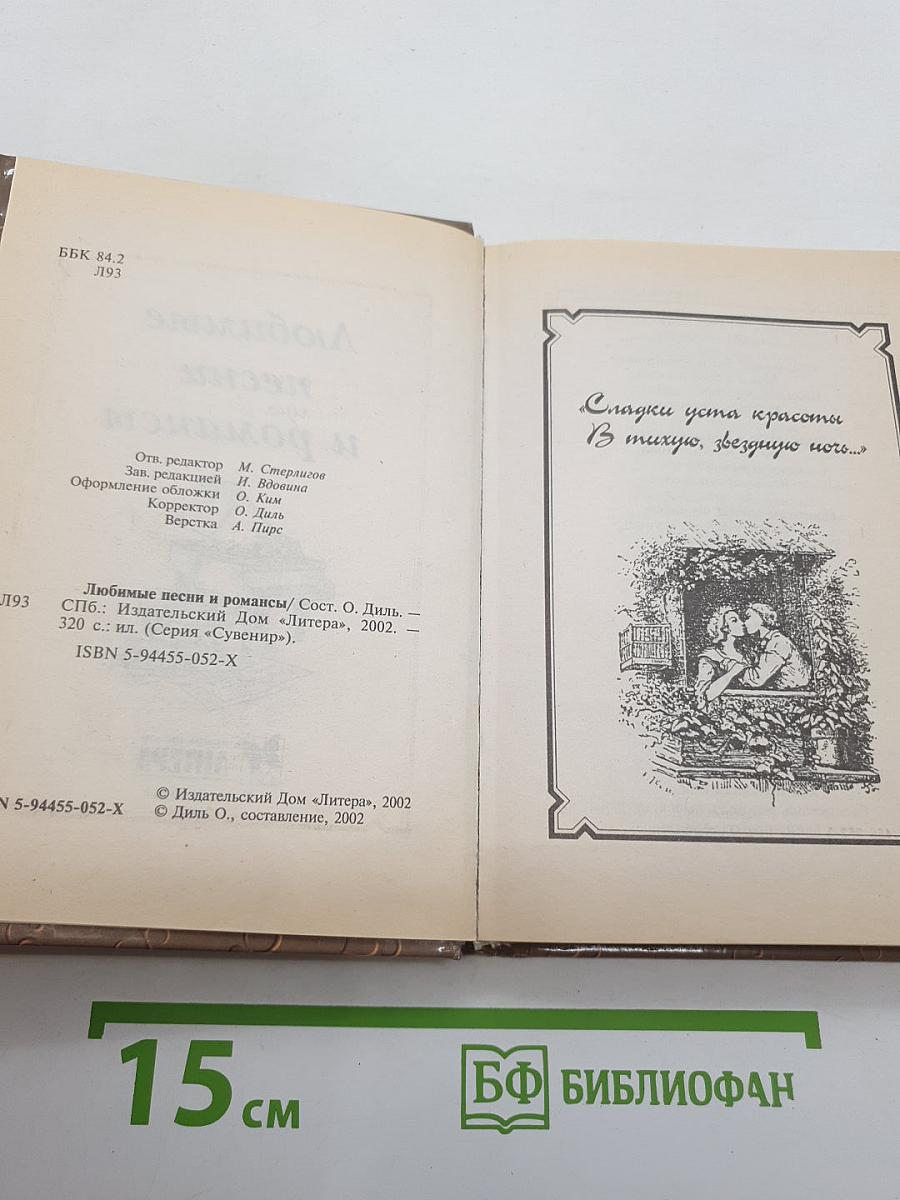 ББК 84.2
Л93
Отв. редактор М. Стерлигов
Зав. редакцией И. Вдовина
Оформление обложки О. Ким
Корректор О. Диль
Верстка А. Пирс
Любимые песни и романсы/ Сост. О. Диль. —
Л93 СПб.: Издательский Дом «Литера», 2002. —
320 с.: ил. (Серия «Сувенир»).
ISBN 5-94455-052-X
© Издательский Дом «Литера», 2002
N 5-94455-052-X © Диль О., составление, 2002
«Сладки уста красоты
В тихую, звездную ночь...»
15 см
БФ БИБЛИОФАН